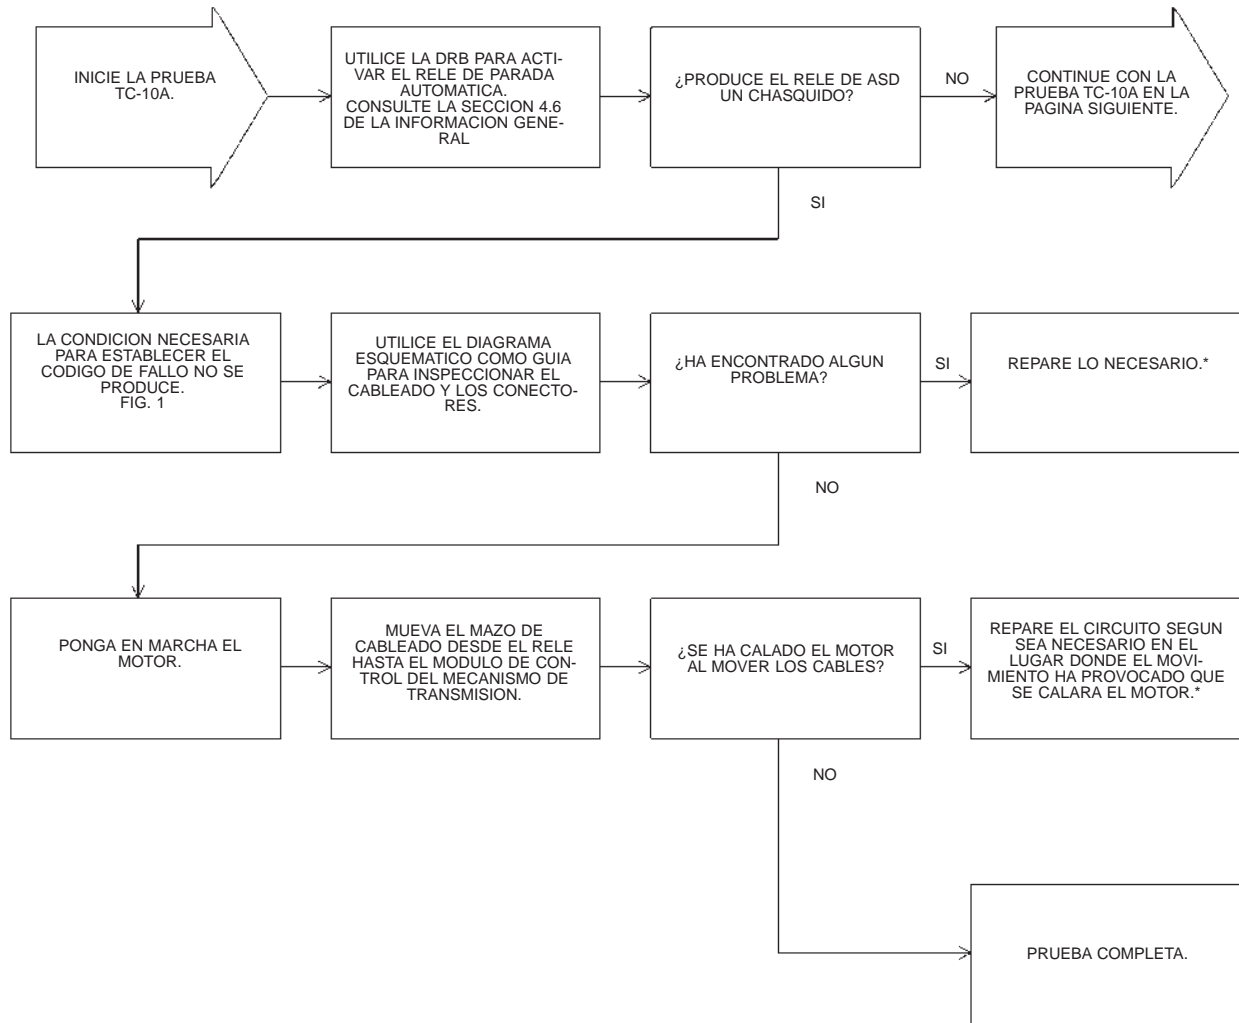 INICIE LA PRUEBA
TC-10A.
UTILICE LA DRB PARA ACTI-
VAR EL RELE DE PARADA
AUTOMATICA.
CONSULTE LA SECCION 4.6
DE LA INFORMACION GENE-
RAL
¿PRODUCE EL RELE DE ASD
UN CHASQUIDO?
NO
CONTINUE CON LA
PRUEBA TC-10A EN LA
PAGINA SIGUIENTE.
SI
LA CONDICION NECESARIA
PARA ESTABLECER EL
CODIGO DE FALLO NO SE
PRODUCE.
FIG. 1
UTILICE EL DIAGRAMA
ESQUEMATICO COMO GUIA
PARA INSPECCIONAR EL
CABLEADO Y LOS CONECTO-
RES.
¿HA ENCONTRADO ALGUN
PROBLEMA?
SI
REPARE LO NECESARIO.*
NO
PONGA EN MARCHA EL
MOTOR.
MUEVA EL MAZO DE
CABLEADO DESDE EL RELE
HASTA EL MODULO DE CON-
TROL DEL MECANISMO DE
TRANSMISION.
¿SE HA CALADO EL MOTOR
AL MOVER LOS CABLES?
SI
REPARE EL CIRCUITO SEGUN
SEA NECESARIO EN EL
LUGAR DONDE EL MOVI-
MIENTO HA PROVOCADO QUE
SE CALARA EL MOTOR.*
NO
PRUEBA COMPLETA.